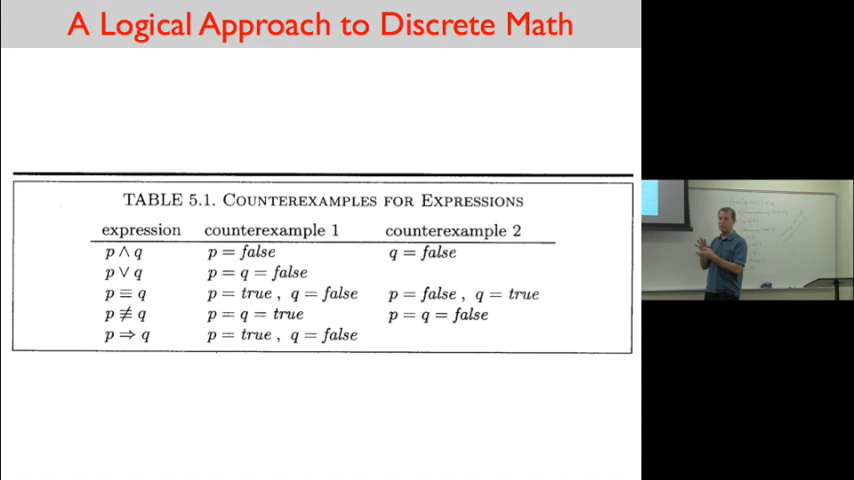 A Logical Approach to Discrete Math
TABLE 5.1. COUNTEREXAMPLES FOR EXPRESSIONS
expression counterexample 1 counterexample 2
p ∧ q p = false q = false
p ∨ q p = q = false
p ≡ q p = true , q = false p = false , q = true
p ≢ q p = q = true p = q = false
p ⇒ q p = true , q = false